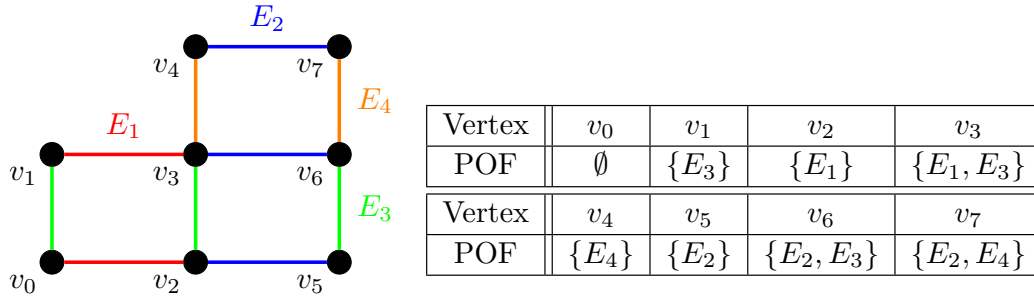 E₂
v₄ v₇
E₄
E₁
v₁ v₃ v₆
E₃
v₀ v₂ v₅
Vertex v₀ v₁ v₂ v₃
POF ∅ {E₃} {E₁} {E₁, E₃}
Vertex v₄ v₅ v₆ v₇
POF {E₄} {E₂} {E₂, E₃} {E₂, E₄}